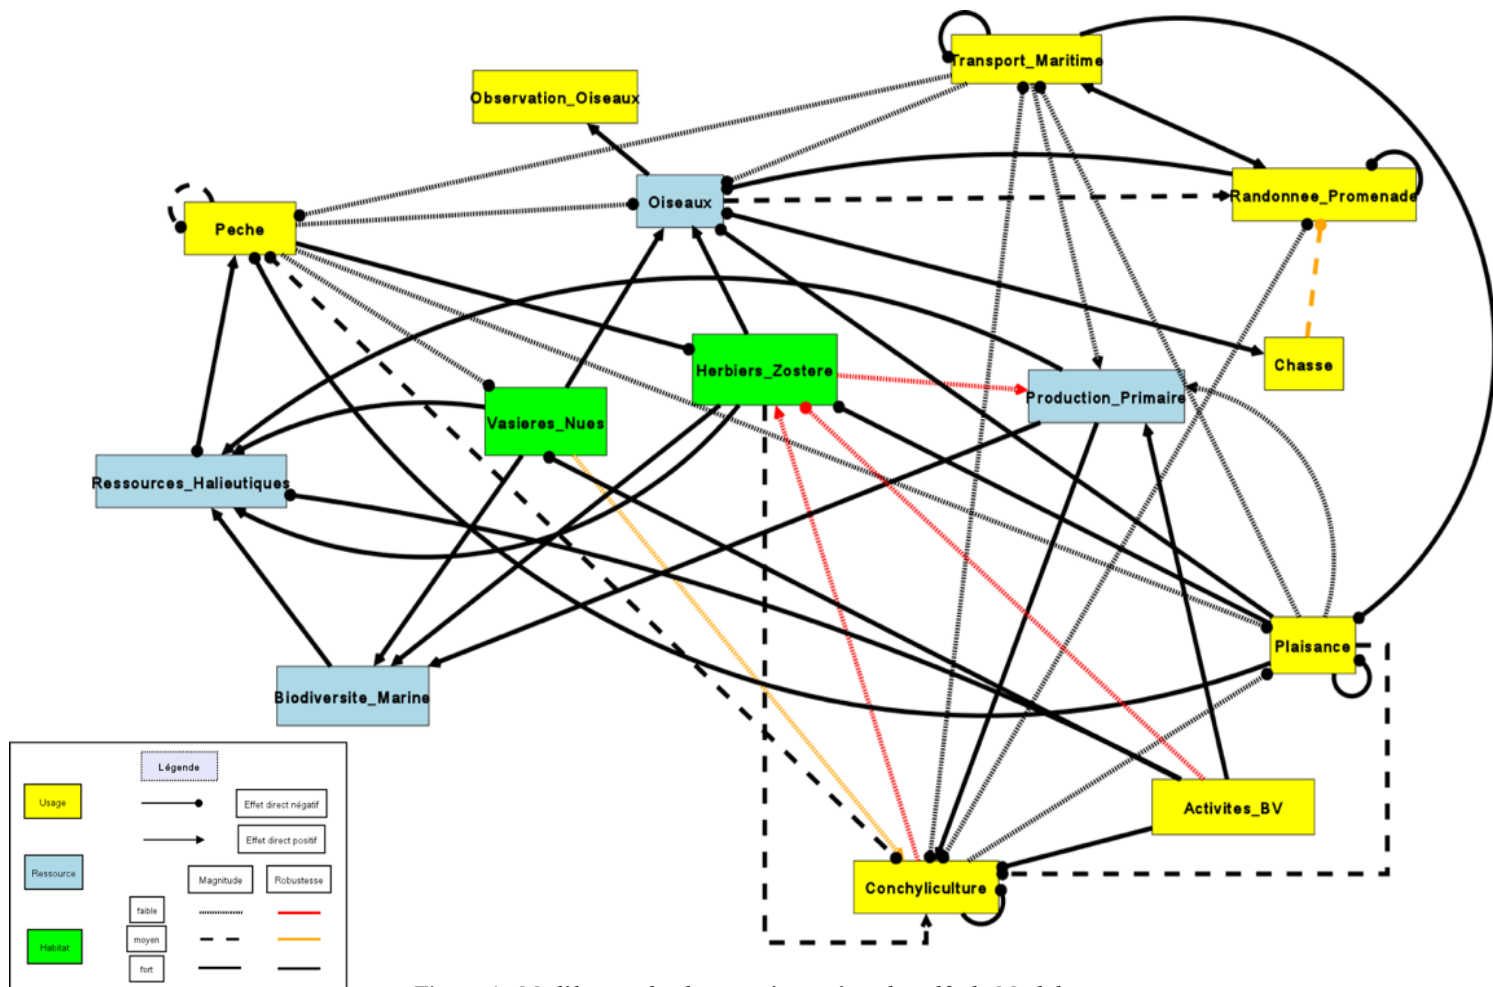 Transport_Maritime
Observation_Oiseaux
Oiseaux
Randonnee_Promenade
Peche
Herbiers_Zostere
Chasse
Production_Primaire
Vasieres_Nues
Ressources_Halieutiques
Plaisance
Biodiversite_Marine
Activites_BV
Conchyliculture
Légende
Usage
Effet direct négatif
Effet direct positif
Ressource
Magnitude
Robustesse
faible
moyen
Habitat
fort